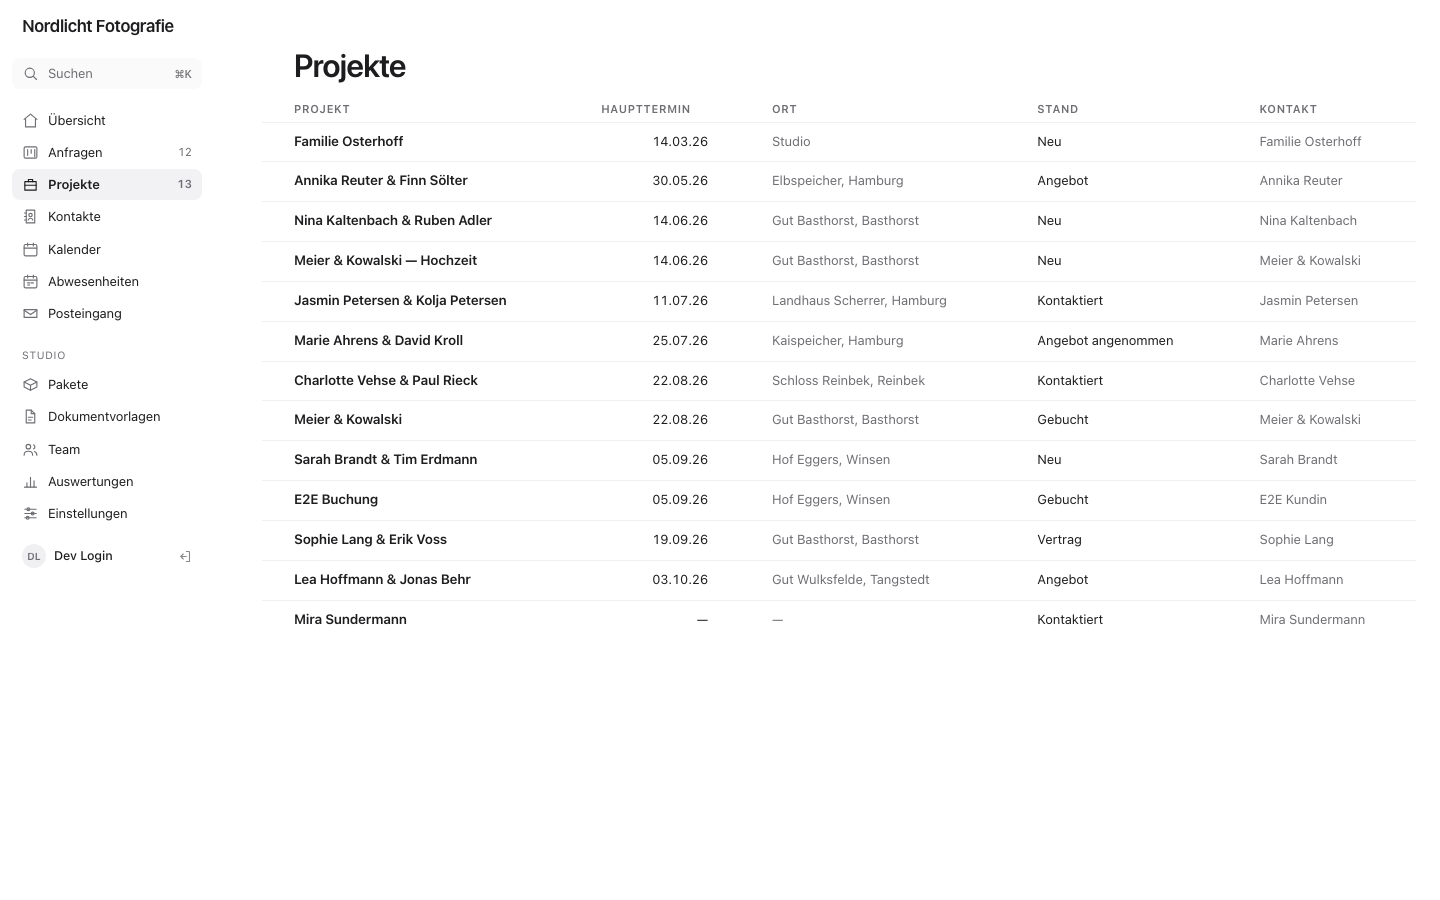 Nordlicht Fotografie
Suchen ⌘K
Übersicht
Anfragen 12
Projekte 13
Kontakte
Kalender
Abwesenheiten
Posteingang
STUDIO
Pakete
Dokumentvorlagen
Team
Auswertungen
Einstellungen
DL Dev Login
Projekte
PROJEKT HAUPTTERMIN ORT STAND KONTAKT
Familie Osterhoff 14.03.26 Studio Neu Familie Osterhoff
Annika Reuter & Finn Sölter 30.05.26 Elbspeicher, Hamburg Angebot Annika Reuter
Nina Kaltenbach & Ruben Adler 14.06.26 Gut Basthorst, Basthorst Neu Nina Kaltenbach
Meier & Kowalski — Hochzeit 14.06.26 Gut Basthorst, Basthorst Neu Meier & Kowalski
Jasmin Petersen & Kolja Petersen 11.07.26 Landhaus Scherrer, Hamburg Kontaktiert Jasmin Petersen
Marie Ahrens & David Kroll 25.07.26 Kaispeicher, Hamburg Angebot angenommen Marie Ahrens
Charlotte Vehse & Paul Rieck 22.08.26 Schloss Reinbek, Reinbek Kontaktiert Charlotte Vehse
Meier & Kowalski 22.08.26 Gut Basthorst, Basthorst Gebucht Meier & Kowalski
Sarah Brandt & Tim Erdmann 05.09.26 Hof Eggers, Winsen Neu Sarah Brandt
E2E Buchung 05.09.26 Hof Eggers, Winsen Gebucht E2E Kundin
Sophie Lang & Erik Voss 19.09.26 Gut Basthorst, Basthorst Vertrag Sophie Lang
Lea Hoffmann & Jonas Behr 03.10.26 Gut Wulksfelde, Tangstedt Angebot Lea Hoffmann
Mira Sundermann — — Kontaktiert Mira Sundermann